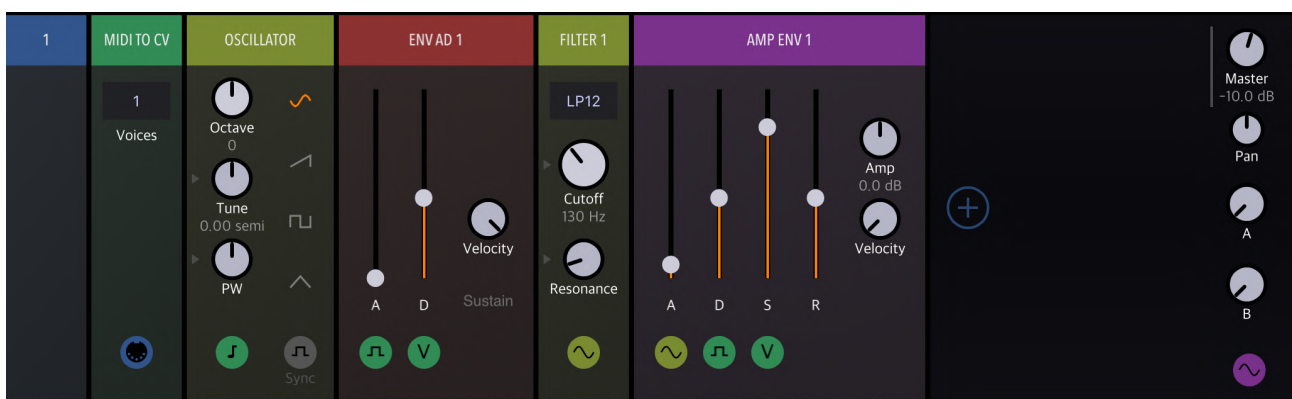 1
MIDI TO CV
OSCILLATOR
ENV AD 1
FILTER 1
AMP ENV 1
1
Voices
Octave
0
Tune
0.00 semi
PW
Sync
A
D
Velocity
Sustain
LP12
Cutoff
130 Hz
Resonance
V
A
D
S
R
Amp
0.0 dB
Velocity
V
Master
-10.0 dB
Pan
A
B